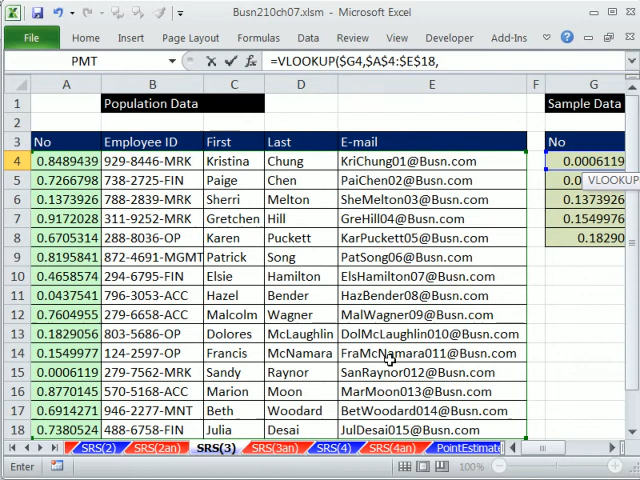 Busn210ch07.xlsm - Microsoft Excel
File Home Insert Page Layout Formulas Data Review View Developer Add-Ins
PMT fx =VLOOKUP($G4,$A$4:$E$18,
A B C D E F G
1 Population Data Sample Data
2
3 No Employee ID First Last E-mail No
4 0.8489439 929-8446-MRK Kristina Chung KriChung01@Busn.com 0.0006119
5 0.7266798 738-2725-FIN Paige Chen PaiChen02@Busn.com 0.0 VLOOKUP
6 0.1373926 788-2839-MRK Sherri Melton SheMelton03@Busn.com 0.1373926
7 0.9172028 311-9252-MRK Gretchen Hill GreHill04@Busn.com 0.1549976
8 0.6705314 288-8036-OP Karen Puckett KarPuckett05@Busn.com 0.18290
9 0.8195841 872-4691-MGMT Patrick Song PatSong06@Busn.com
10 0.4658574 294-6795-FIN Elsie Hamilton ElsHamilton07@Busn.com
11 0.0437541 796-3053-ACC Hazel Bender HazBender08@Busn.com
12 0.7604955 279-6658-ACC Malcolm Wagner MalWagner09@Busn.com
13 0.1829056 803-5686-OP Dolores McLaughlin DolMcLaughlin010@Busn.com
14 0.1549977 124-2597-OP Francis McNamara FraMcNamara011@Busn.com
15 0.0006119 279-7562-MRK Sandy Raynor SanRaynor012@Busn.com
16 0.8770145 570-5168-ACC Marion Moon MarMoon013@Busn.com
17 0.6914271 946-2277-MNT Beth Woodard BetWoodard014@Busn.com
18 0.7380524 488-6758-FIN Julia Desai JulDesai015@Busn.com
SRS(2) SRS(2an) SRS(3) SRS(3an) SRS(4) SRS(4an) PointEstimate
Enter 100%